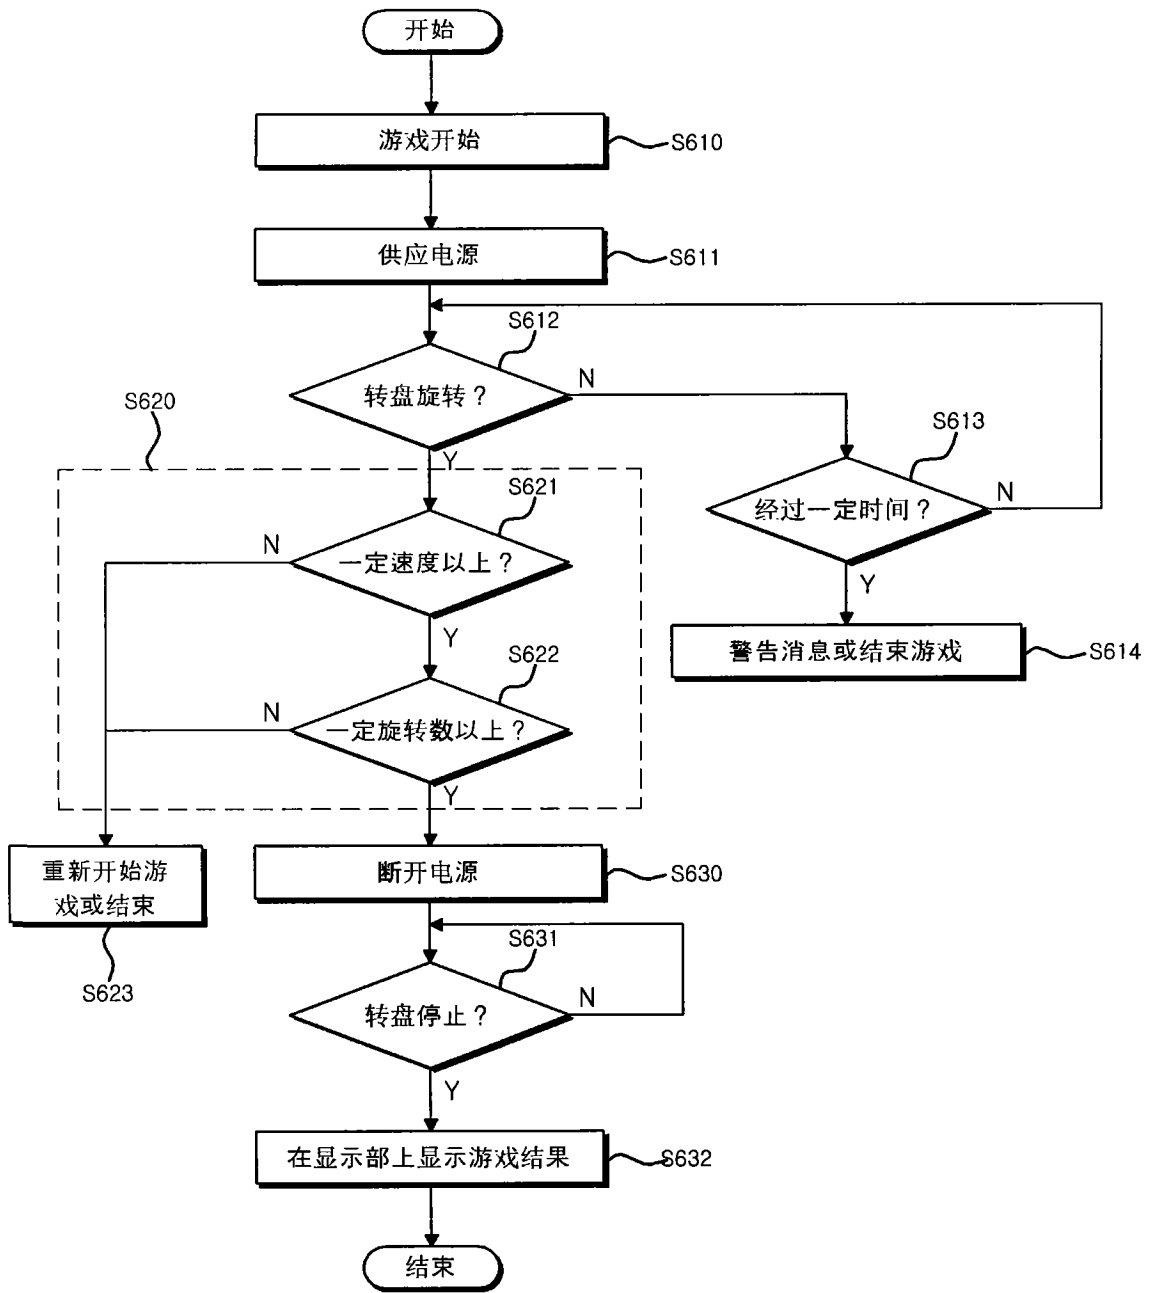 开始
游戏开始
S610
供应电源
S611
S612
转盘旋转？
N
Y
S620
S613
经过一定时间？
N
Y
S621
一定速度以上？
N
Y
警告消息或结束游戏
S614
S622
一定旋转数以上？
N
Y
重新开始游
戏或结束
S623
断开电源
S630
S631
转盘停止？
N
Y
在显示部上显示游戏结果
S632
结束